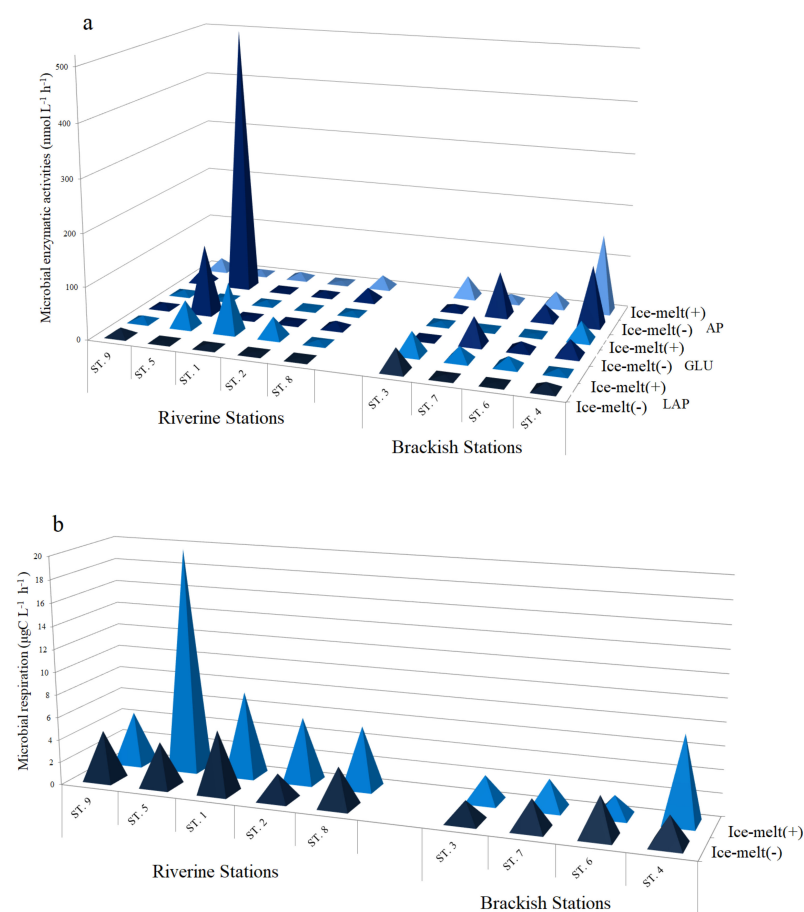 a
Microbial enzymatic activities (nmol L⁻¹ h⁻¹)
500
400
300
200
100
0
ST. 9
ST. 5
ST. 1
ST. 2
ST. 8
ST. 3
ST. 7
ST. 6
ST. 4
Riverine Stations
Brackish Stations
Ice-melt(+)
Ice-melt(-) AP
Ice-melt(+)
Ice-melt(-) GLU
Ice-melt(+)
Ice-melt(-) LAP
b
Microbial respiration (µgC L⁻¹ h⁻¹)
20
18
16
14
12
10
8
6
4
2
0
ST. 9
ST. 5
ST. 1
ST. 2
ST. 8
ST. 3
ST. 7
ST. 6
ST. 4
Riverine Stations
Brackish Stations
Ice-melt(+)
Ice-melt(-)